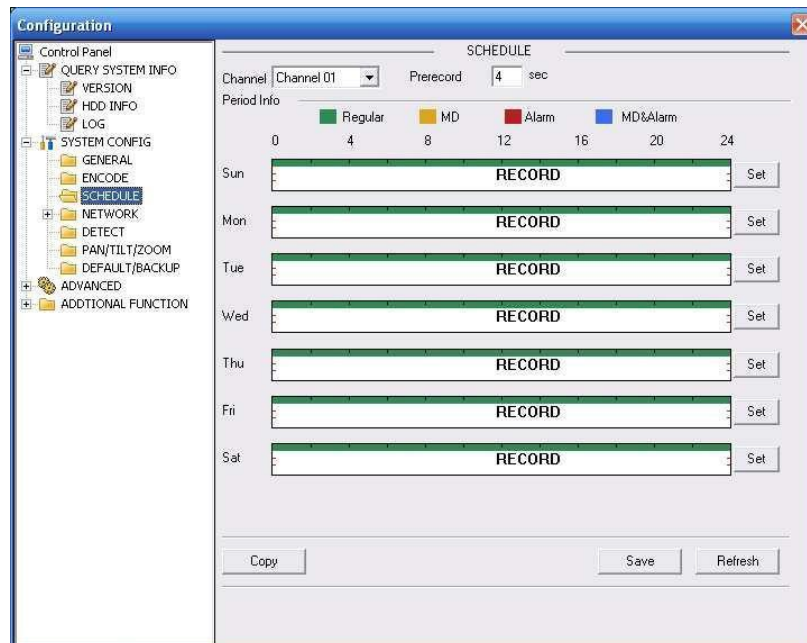 Configuration
Control Panel
QUERY SYSTEM INFO
VERSION
HDD INFO
LOG
SYSTEM CONFIG
GENERAL
ENCODE
SCHEDULE
NETWORK
DETECT
PAN/TILT/ZOOM
DEFAULT/BACKUP
ADVANCED
ADDTIONAL FUNCTION
SCHEDULE
Channel Channel 01 Prerecord 4 sec
Period Info
Regular MD Alarm MD&Alarm
0 4 8 12 16 20 24
Sun RECORD Set
Mon RECORD Set
Tue RECORD Set
Wed RECORD Set
Thu RECORD Set
Fri RECORD Set
Sat RECORD Set
Copy Save Refresh